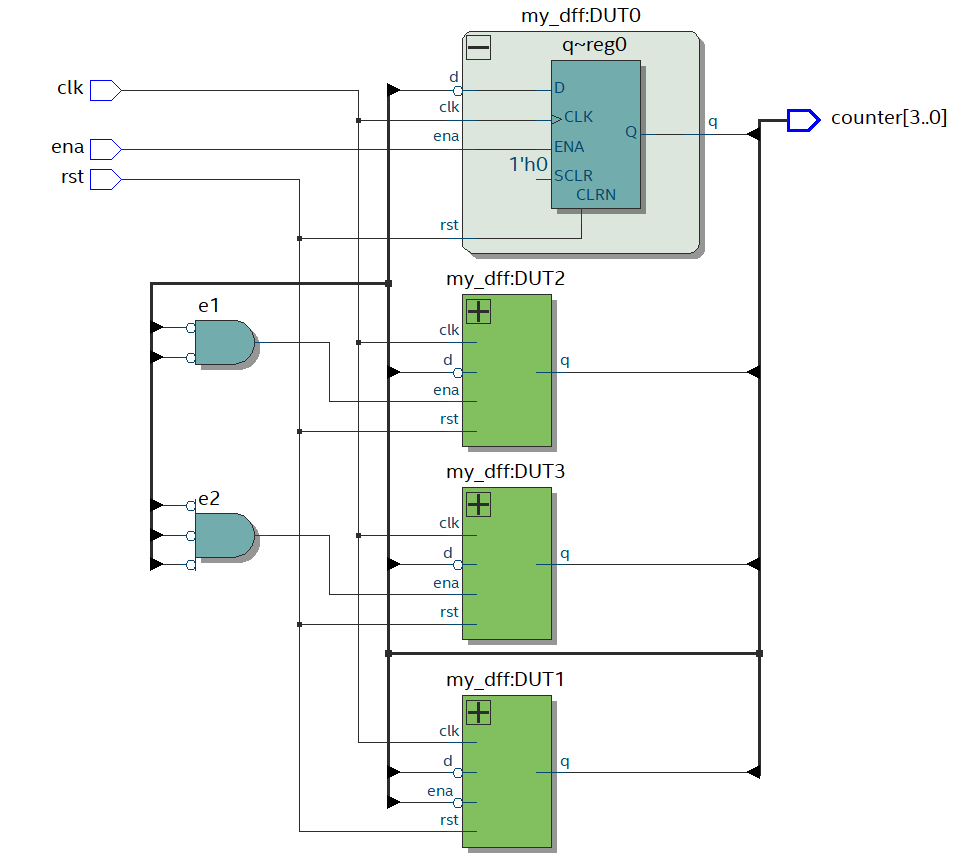 my_dff:DUT0
q~reg0
d
clk
D
clk
CLK
counter[3..0]
q
Q
ena
ena
ENA
1'h0
rst
SCLR
CLRN
rst
my_dff:DUT2
e1
clk
d
q
ena
rst
my_dff:DUT3
e2
clk
d
q
ena
rst
my_dff:DUT1
clk
d
q
ena
rst